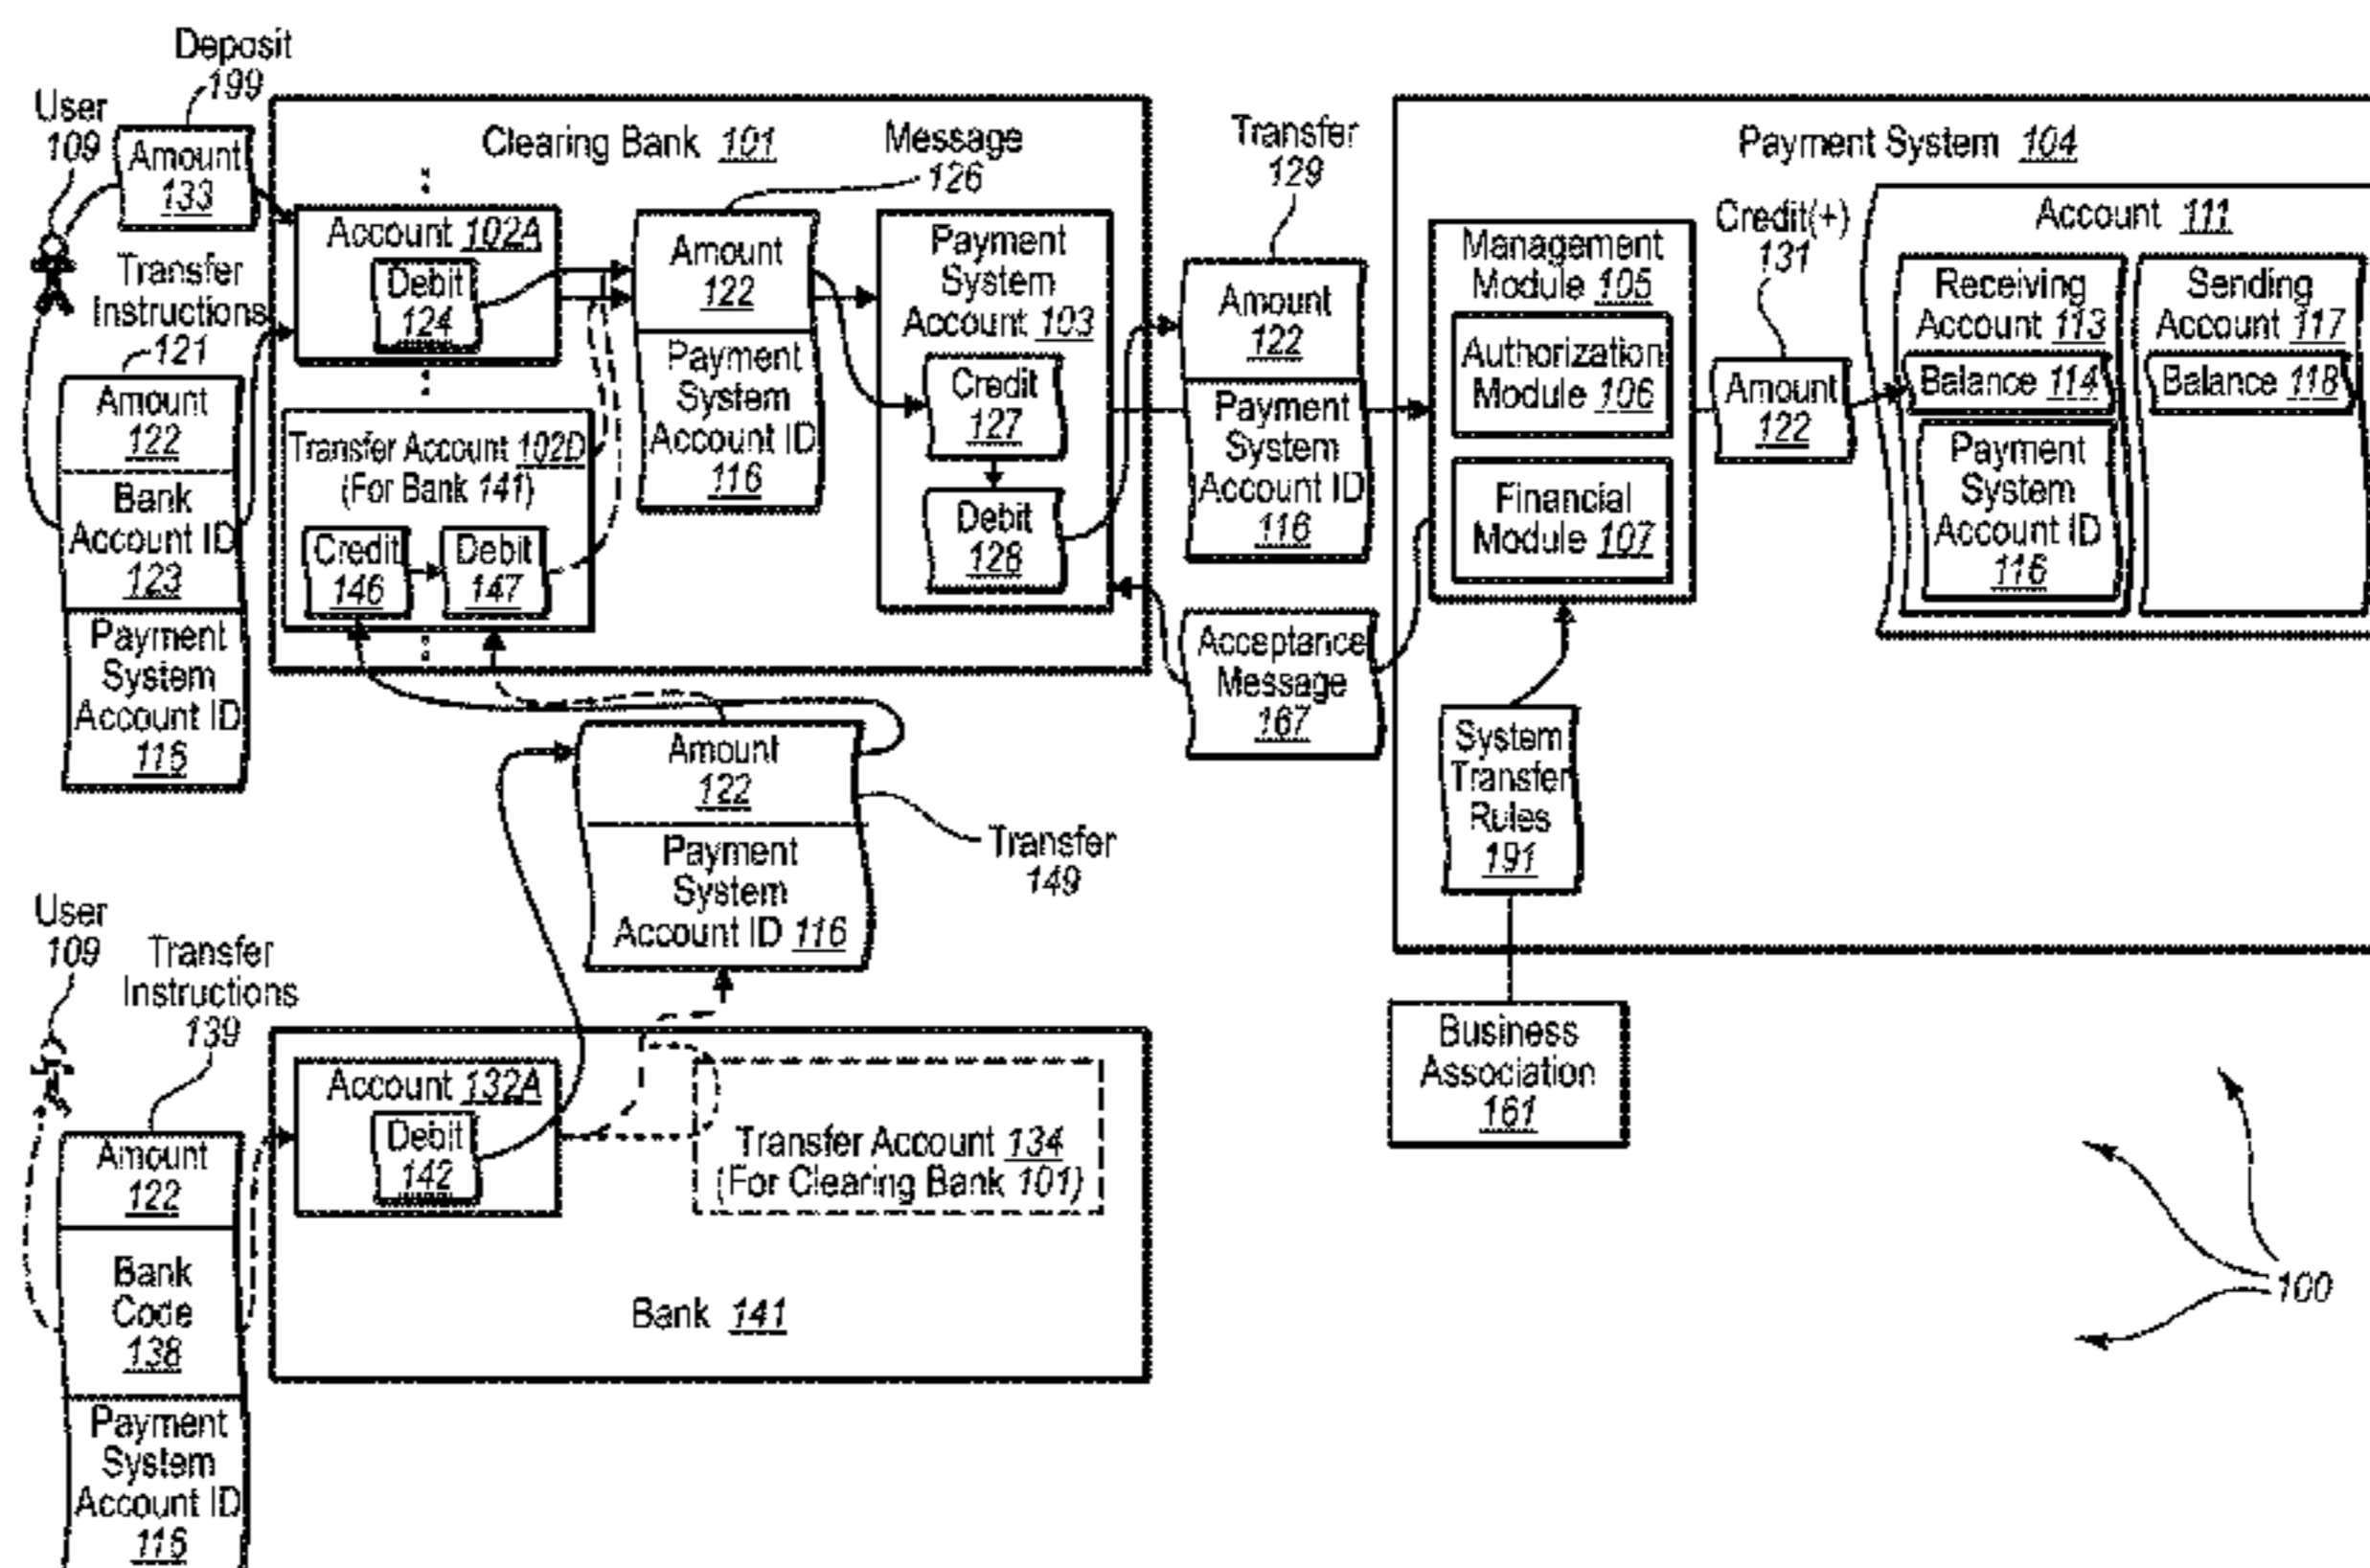 Deposit
199
User
109
Amount
133
Transfer
Instructions
121
Amount
122
Bank
Account ID
123
Payment
System
Account ID
116
Clearing Bank 101
Message
126
Account 102A
Debit
124
Transfer Account 102D
(For Bank 141)
Credit
146
Debit
147
Amount
122
Payment
System
Account ID
116
Payment
System
Account 103
Credit
127
Debit
128
Transfer
129
Amount
122
Payment
System
Account ID
116
Acceptance
Message
167
Payment System 104
Management
Module 105
Authorization
Module 106
Financial
Module 107
Credit(+)
131
Amount
122
Account 111
Receiving
Account 113
Balance 114
Payment
System
Account ID
116
Sending
Account 117
Balance 118
System
Transfer
Rules
191
Business
Association
161
Amount
122
Payment
System
Account ID 116
Transfer
149
User
109
Transfer
Instructions
139
Amount
122
Bank
Code
138
Payment
System
Account ID
116
Account 132A
Debit
142
Transfer Account 134
(For Clearing Bank 101)
Bank 141
100